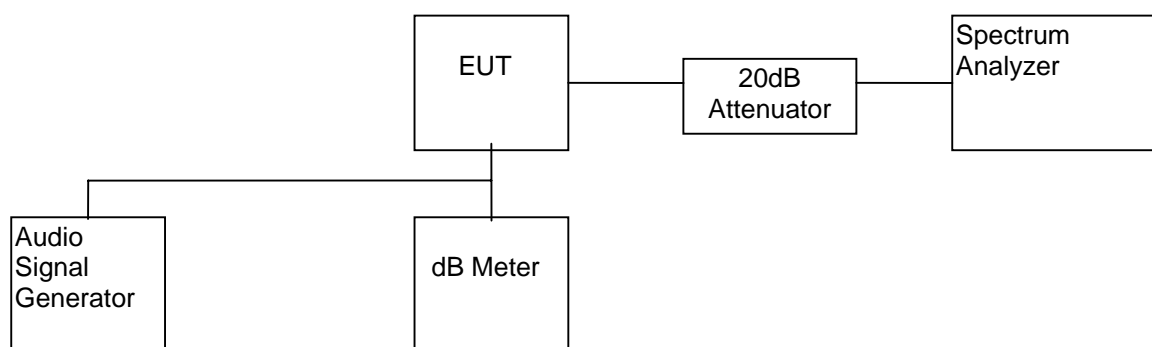 EUT
20dB
Attenuator
Spectrum
Analyzer
Audio
Signal
Generator
dB Meter